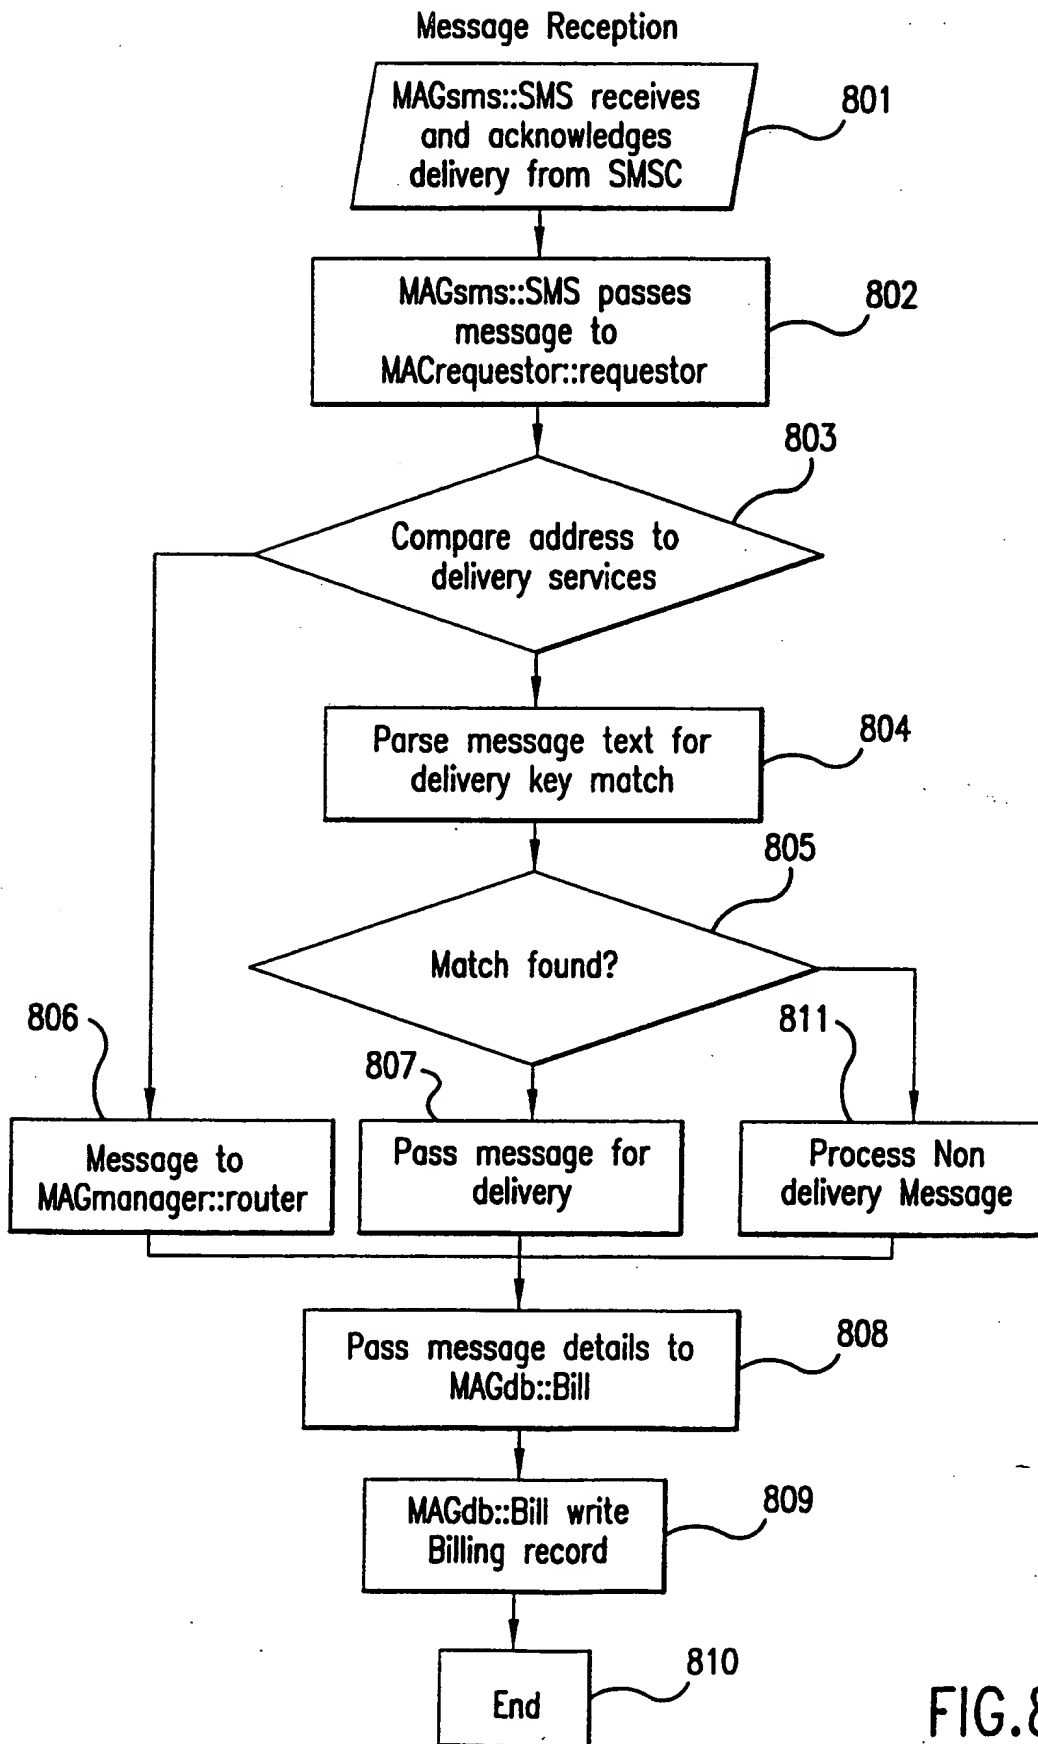 Message Reception
MAGsms::SMS receives
and acknowledges
delivery from SMSC
801
MAGsms::SMS passes
message to
MACrequestor::requestor
802
803
Compare address to
delivery services
Parse message text for
delivery key match
804
805
Match found?
806
807
811
Message to
MAGmanager::router
Pass message for
delivery
Process Non
delivery Message
Pass message details to
MAGdb::Bill
808
MAGdb::Bill write
Billing record
809
End
810
FIG.8